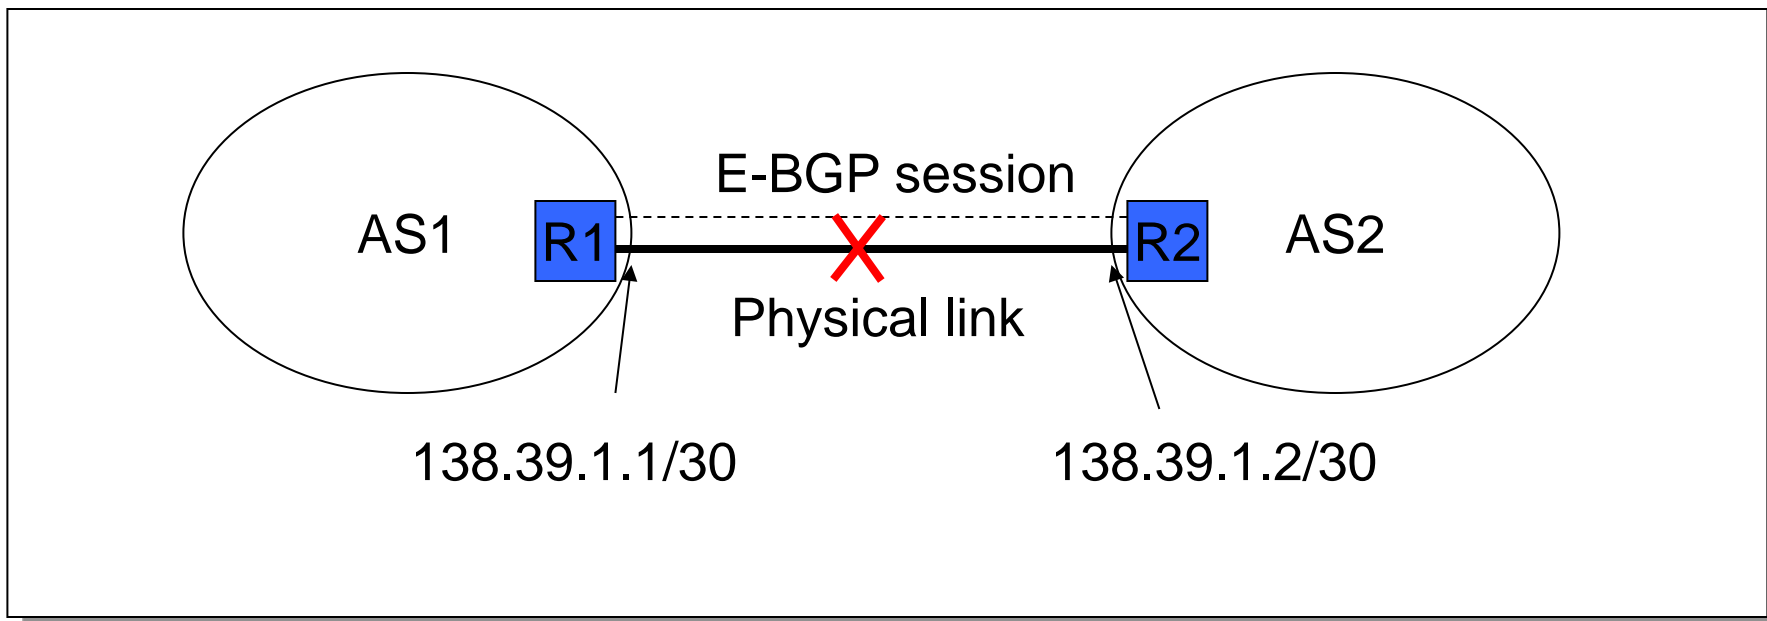 E-BGP session
AS1
R1
R2
AS2
Physical link
138.39.1.1/30
138.39.1.2/30